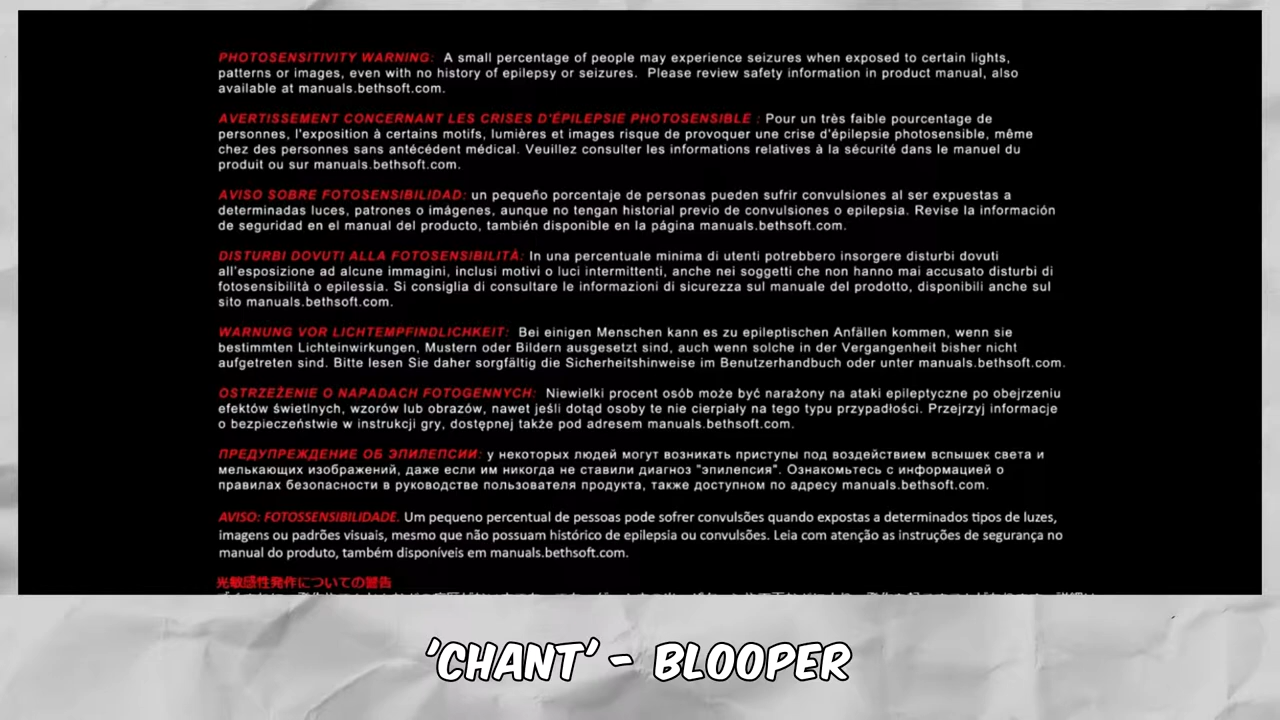 PHOTOSENSITIVITY WARNING: A small percentage of people may experience seizures when exposed to certain lights,
patterns or images, even with no history of epilepsy or seizures. Please review safety information in product manual, also
available at manuals.bethsoft.com.
AVERTISSEMENT CONCERNANT LES CRISES D'ÉPILEPSIE PHOTOSENSIBLE : Pour un très faible pourcentage de
personnes, l'exposition à certains motifs, lumières et images risque de provoquer une crise d'épilepsie photosensible, même
chez des personnes sans antécédent médical. Veuillez consulter les informations relatives à la sécurité dans le manuel du
produit ou sur manuals.bethsoft.com.
AVISO SOBRE FOTOSENSIBILIDAD: un pequeño porcentaje de personas pueden sufrir convulsiones al ser expuestas a
determinadas luces, patrones o imágenes, aunque no tengan historial previo de convulsiones o epilepsia. Revise la información
de seguridad en el manual del producto, también disponible en la página manuals.bethsoft.com.
DISTURBI DOVUTI ALLA FOTOSENSIBILITÀ: In una percentuale minima di utenti potrebbero insorgere disturbi dovuti
all'esposizione ad alcune immagini, inclusi motivi o luci intermittenti, anche nei soggetti che non hanno mai accusato disturbi di
fotosensibilità o epilessia. Si consiglia di consultare le informazioni di sicurezza sul manuale del prodotto, disponibili anche sul
sito manuals.bethsoft.com.
WARNUNG VOR LICHTEMPFINDLICHKEIT: Bei einigen Menschen kann es zu epileptischen Anfällen kommen, wenn sie
bestimmten Lichteinwirkungen, Mustern oder Bildern ausgesetzt sind, auch wenn solche in der Vergangenheit bisher nicht
aufgetreten sind. Bitte lesen Sie daher sorgfältig die Sicherheitshinweise im Benutzerhandbuch oder unter manuals.bethsoft.com.
OSTRZEŻENIE O NAPADACH FOTOGENNYCH: Niewielki procent osób może być narażony na ataki epileptyczne po obejrzeniu
efektów świetlnych, wzorów lub obrazów, nawet jeśli dotąd osoby te nie cierpiały na tego typu przypadłości. Przejrzyj informacje
o bezpieczeństwie w instrukcji gry, dostępnej także pod adresem manuals.bethsoft.com.
ПРЕДУПРЕЖДЕНИЕ ОБ ЭПИЛЕПСИИ: у некоторых людей могут возникать приступы под воздействием вспышек света и
мелькающих изображений, даже если им никогда не ставили диагноз "эпилепсия". Ознакомьтесь с информацией о
правилах безопасности в руководстве пользователя продукта, также доступном по адресу manuals.bethsoft.com.
AVISO: FOTOSSENSIBILIDADE. Um pequeno percentual de pessoas pode sofrer convulsões quando expostas a determinados tipos de luzes,
imagens ou padrões visuais, mesmo que não possuam histórico de epilepsia ou convulsões. Leia com atenção as instruções de segurança no
manual do produto, também disponíveis em manuals.bethsoft.com.
光敏感性発作についての警告
'CHANT' - BLOOPER